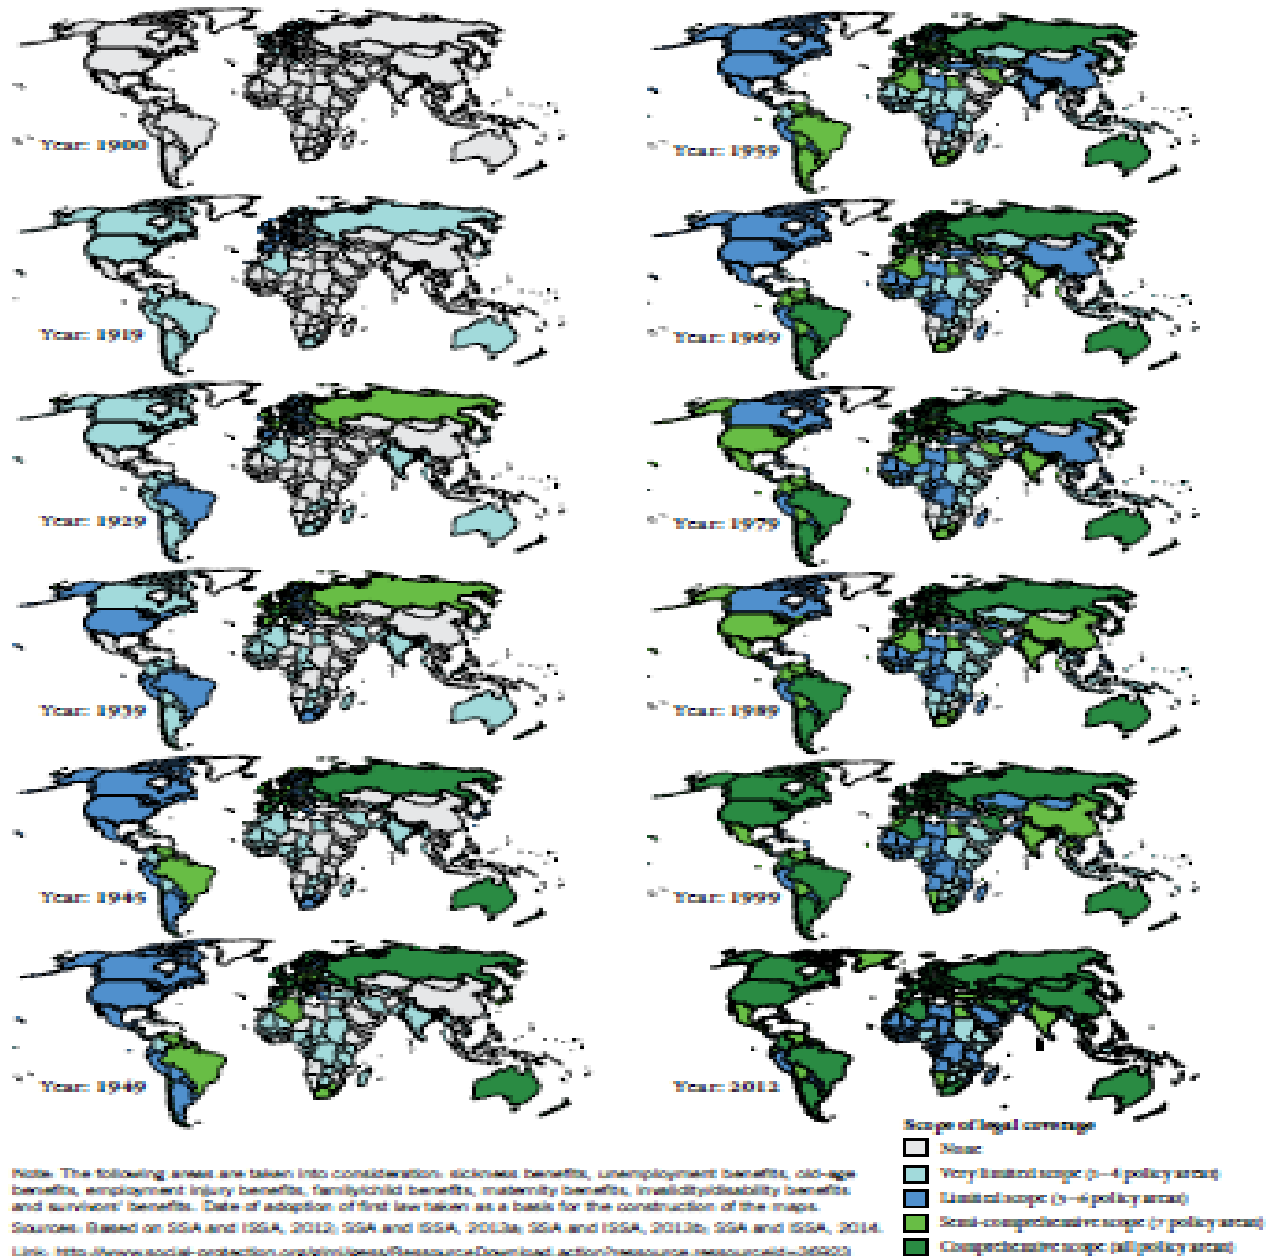 Year: 1900
Year: 1919
Year: 1929
Year: 1939
Year: 1945
Year: 1949
Year: 1959
Year: 1969
Year: 1979
Year: 1989
Year: 1999
Year: 2012
Scope of legal coverage
None
Very limited scope (1–4 policy areas)
Limited scope (5–6 policy areas)
Semi-comprehensive scope (7 policy areas)
Comprehensive scope (all policy areas)
Note: The following areas are taken into consideration: sickness benefits, unemployment benefits, old-age
benefits, employment injury benefits, family/child benefits, maternity benefits, invalidity/disability benefits
and survivors' benefits. Date of adoption of first law taken as a basis for the construction of the maps.
Sources: Based on SSA and ISSA, 2012; SSA and ISSA, 2013a; SSA and ISSA, 2013b; SSA and ISSA, 2014.
Link: